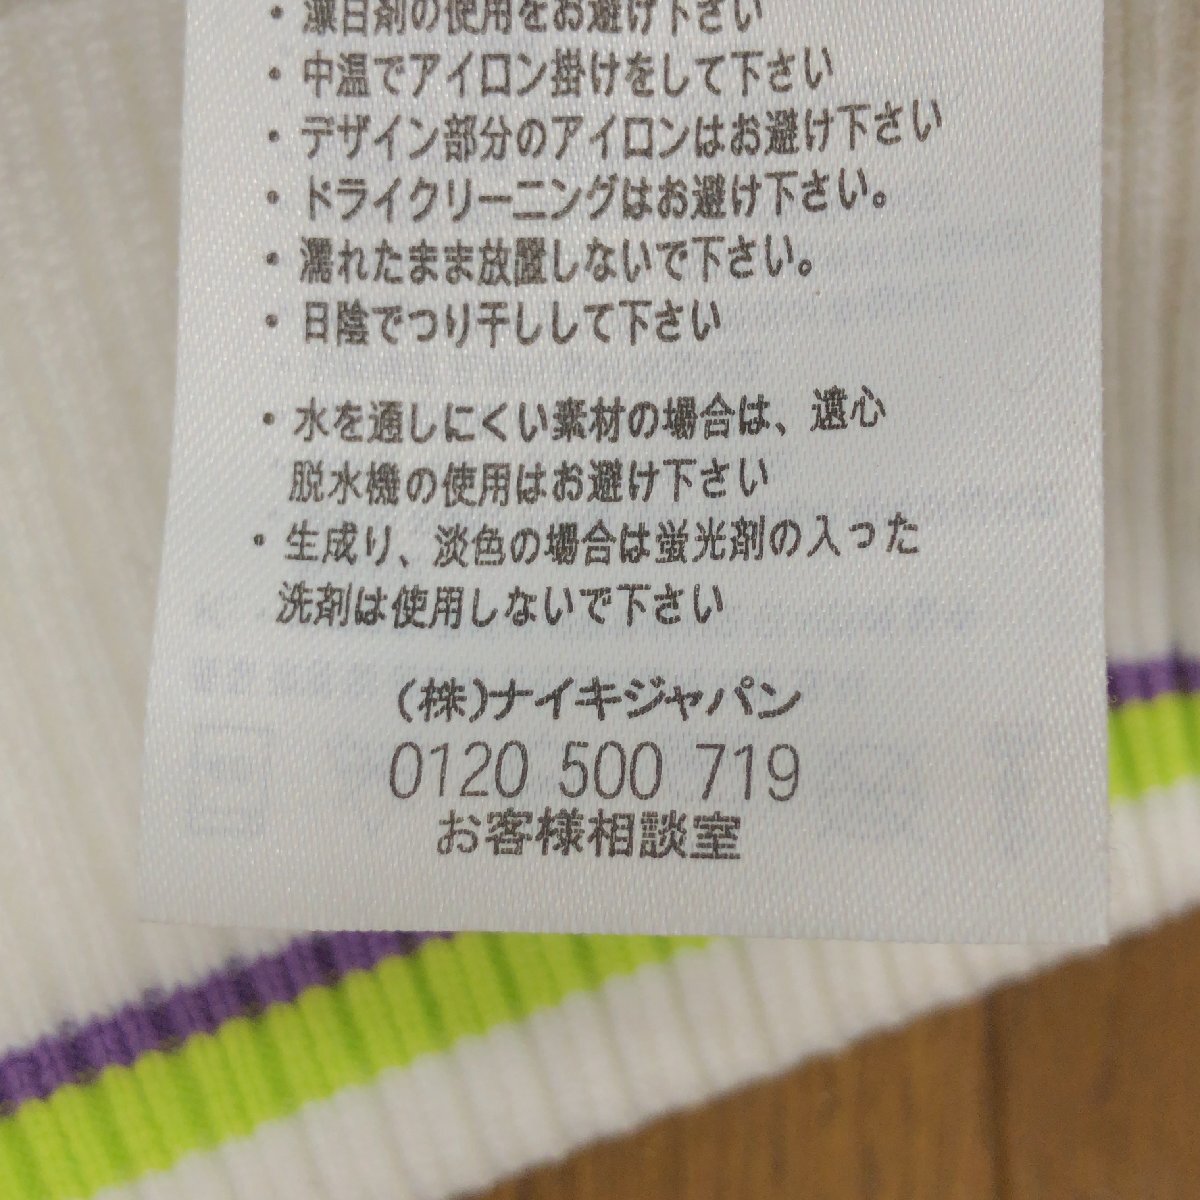 ・漂白剤の使用をお避け下さい
・中温でアイロン掛けをして下さい
・デザイン部分のアイロンはお避け下さい
・ドライクリーニングはお避け下さい。
・濡れたまま放置しないで下さい。
・日陰でつり干しして下さい
・水を通しにくい素材の場合は、遠心
脱水機の使用はお避け下さい
・生成り、淡色の場合は蛍光剤の入った
洗剤は使用しないで下さい
(株)ナイキジャパン
0120 500 719
お客様相談室